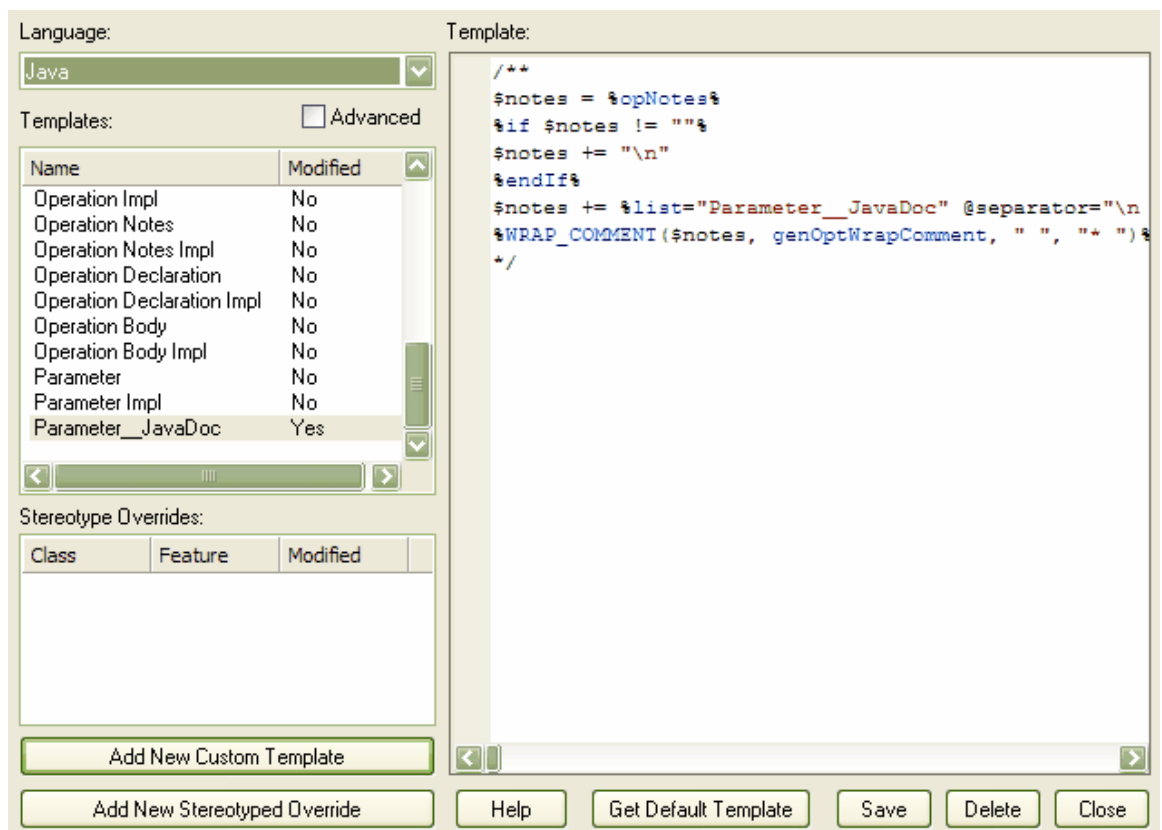 Language:
Java
Templates:
Advanced
Name Modified
Operation Impl No
Operation Notes No
Operation Notes Impl No
Operation Declaration No
Operation Declaration Impl No
Operation Body No
Operation Body Impl No
Parameter No
Parameter Impl No
Parameter__JavaDoc Yes
Stereotype Overrides:
Class Feature Modified
Add New Custom Template
Add New Stereotyped Override
Template:
/**
$notes = %opNotes%
%if $notes != ""%
$notes += "\n"
%endIf%
$notes += %list="Parameter__JavaDoc" @separator="\n
%WRAP_COMMENT($notes, genOptWrapComment, " ", "* ")%
*/
Help
Get Default Template
Save
Delete
Close